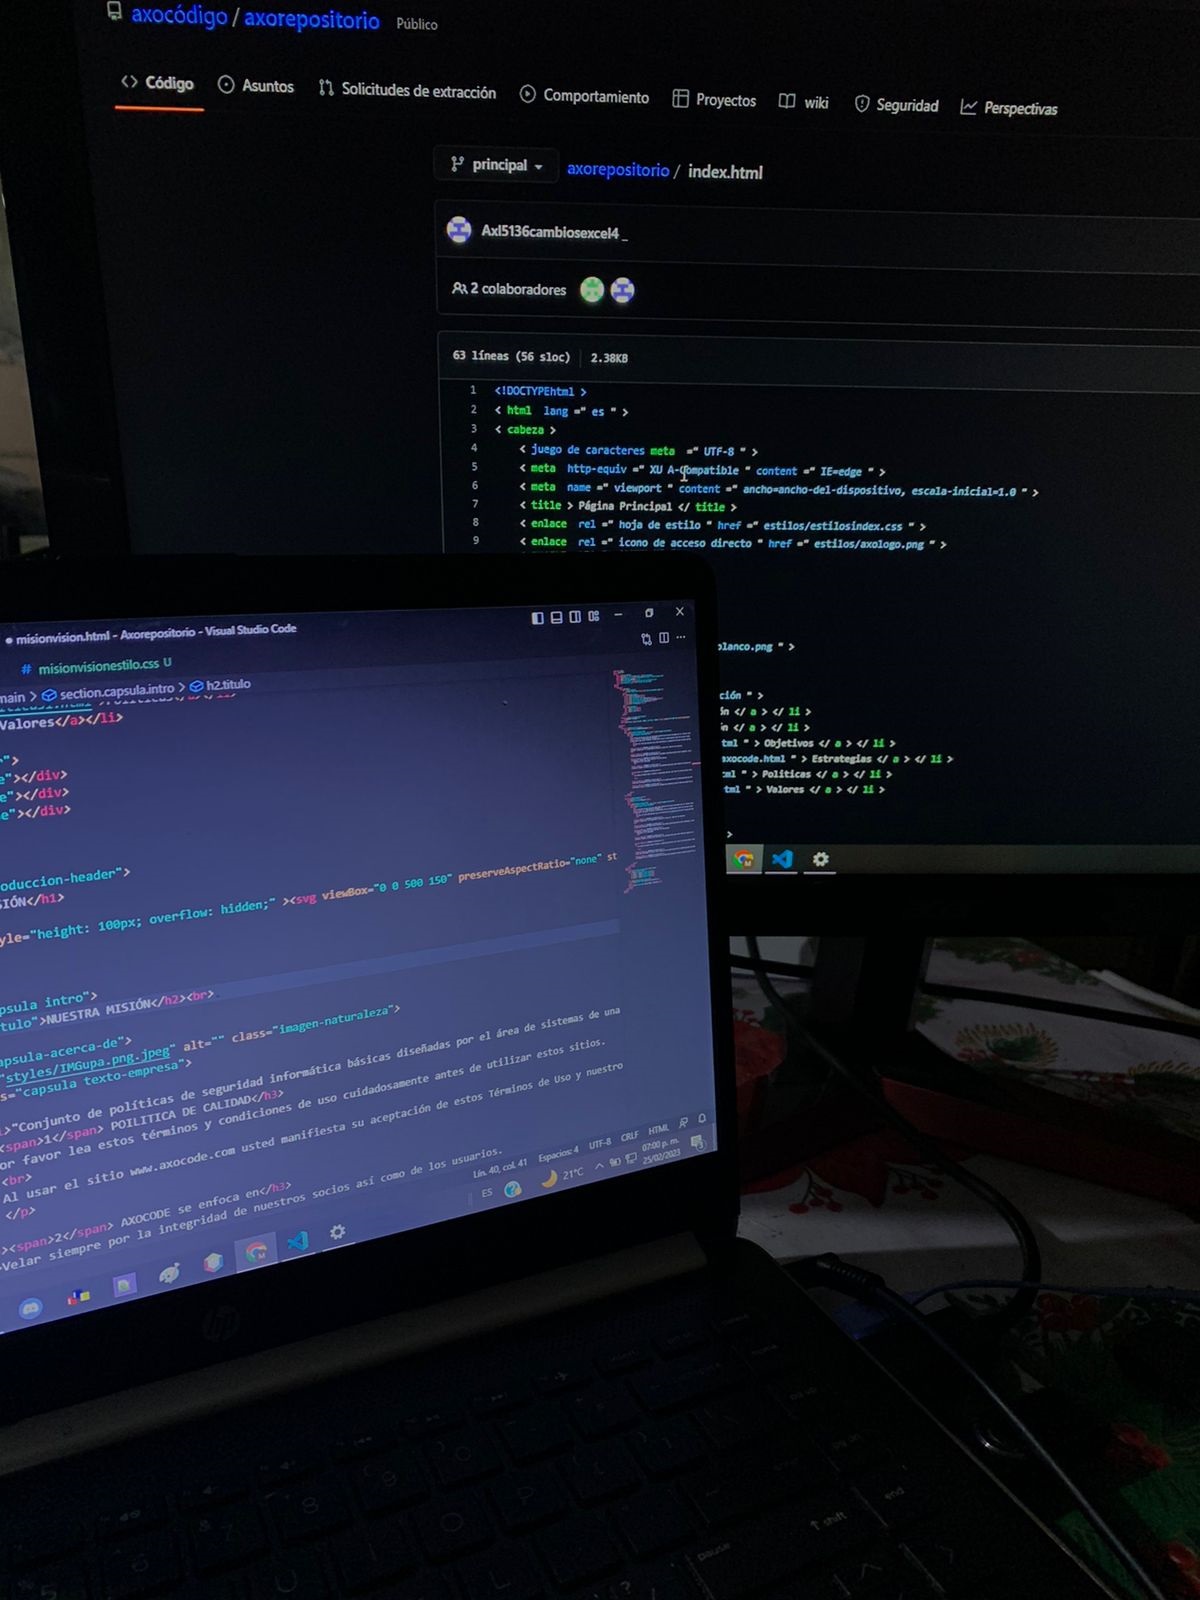 axocódigo / axorepositorio Público
Código Asuntos Solicitudes de extracción Comportamiento Proyectos wiki Seguridad Perspectivas
principal axorepositorio / index.html
Axl5136cambiosexcel4 _
2 colaboradores
63 líneas (56 sloc) 2.38KB
1 <!DOCTYPEhtml >
2 < html lang =" es " >
3 < cabeza >
4 < juego de caracteres meta =" UTF-8 " >
5 < meta http-equiv =" XU A-Compatible " content =" IE=edge " >
6 < meta name =" viewport " content =" ancho=ancho-del-dispositivo, escala-inicial=1.0 " >
7 < title > Página Principal </ title >
8 < enlace rel =" hoja de estilo " href =" estilos/estilosindex.css " >
9 < enlace rel =" icono de acceso directo " href =" estilos/axologo.png " >
blanco.png " >
ción " >
ón </ a > </ li >
n </ a > </ li >
tml " > Objetivos </ a > </ li >
axocode.html " > Estrategias </ a > </ li >
ml " > Politicas </ a > </ li >
tml " > Valores </ a > </ li >
>
misionvision.html - Axorepositorio - Visual Studio Code
# misionvisionestilo.css U
main > section.capsula.intro > h2.titulo
Valores</a></li>
">
e"></div>
e"></div>
e"></div>
oduccion-header">
SIÓN</h1>
yle="height: 100px; overflow: hidden;" ><svg viewBox="0 0 500 150" preserveAspectRatio="none" st
psula intro">
tulo">NUESTRA MISIÓN</h2><br>
apsula-acerca-de">
"styles/IMGupa.png.jpeg" alt="" class="imagen-naturaleza">
s="capsula texto-empresa">
>"Conjunto de políticas de seguridad informática básicas diseñadas por el área de sistemas de una
<span>1</span> POILITICA DE CALIDAD</h3>
or favor lea estos términos y condiciones de uso cuidadosamente antes de utilizar estos sitios.
<br>
Al usar el sitio www.axocode.com usted manifiesta su aceptación de estos Términos de Uso y nuestro
</p>
><span>2</span> AXOCODE se enfoca en</h3>
Velar siempre por la integridad de nuestros socios así como de los usuarios.
Lín. 40, col. 41 Espacios: 4 UTF-8 CRLF HTML
ES 21°C 07:00 p. m.
25/02/2023
hp
end
shift
pause